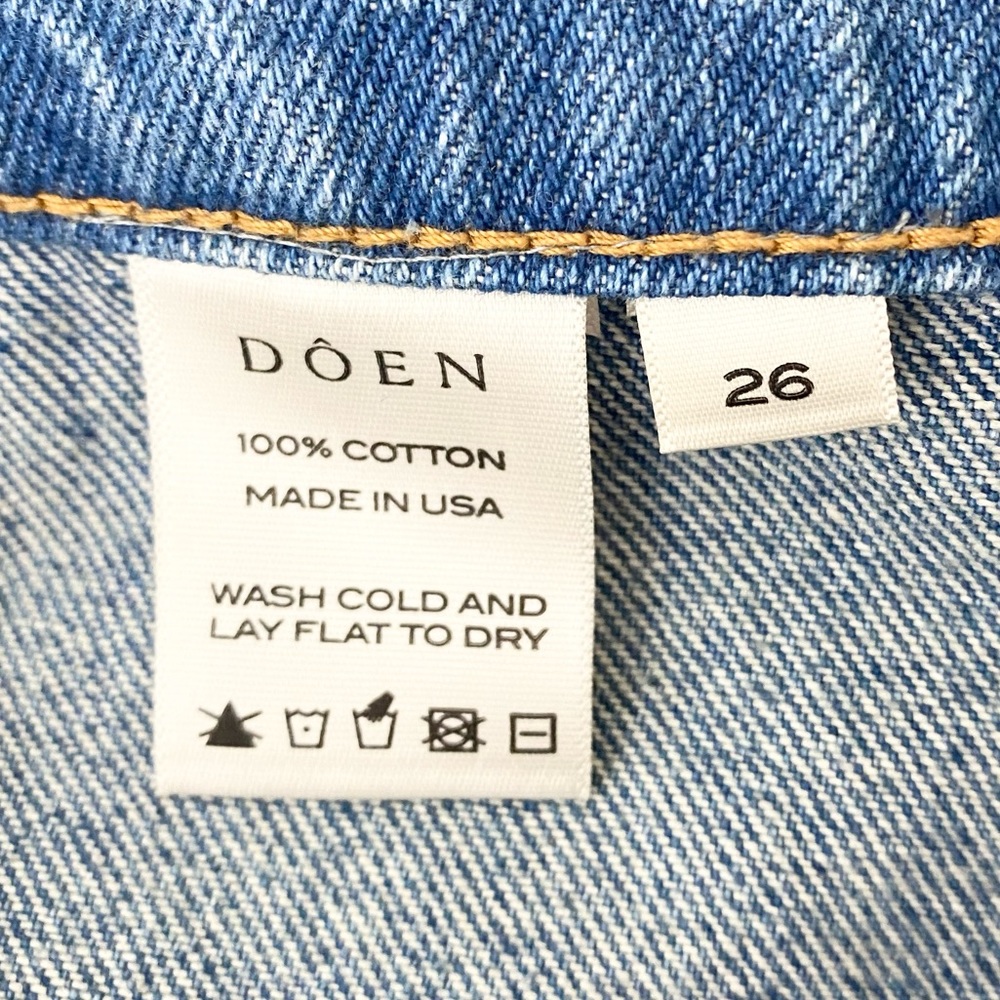 DÔEN
100% COTTON
MADE IN USA
WASH COLD AND
LAY FLAT TO DRY
26